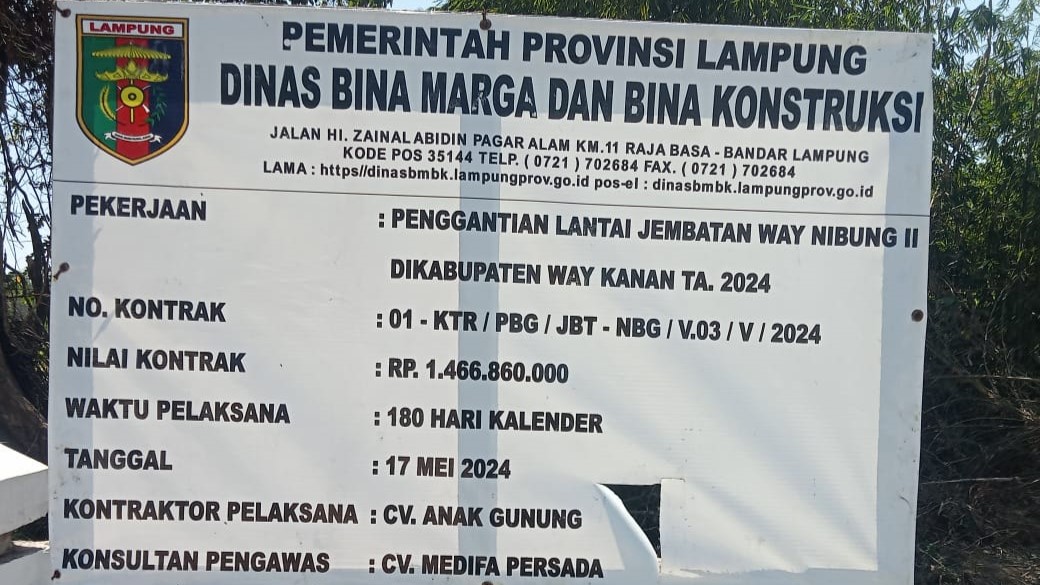 LAMPUNG
PEMERINTAH PROVINSI LAMPUNG
DINAS BINA MARGA DAN BINA KONSTRUKSI
JALAN HI. ZAINAL ABIDIN PAGAR ALAM KM.11 RAJA BASA - BANDAR LAMPUNG
KODE POS 35144 TELP. ( 0721 ) 702684 FAX. ( 0721 ) 702684
LAMA : https//dinasbmbk.lampungprov.go.id pos-el : dinasbmbk.lampungprov.go.id
PEKERJAAN : PENGGANTIAN LANTAI JEMBATAN WAY NIBUNG II
DIKABUPATEN WAY KANAN TA. 2024
NO. KONTRAK : 01 - KTR / PBG / JBT - NBG / V.03 / V / 2024
NILAI KONTRAK : RP. 1.466.860.000
WAKTU PELAKSANA : 180 HARI KALENDER
TANGGAL : 17 MEI 2024
KONTRAKTOR PELAKSANA : CV. ANAK GUNUNG
KONSULTAN PENGAWAS : CV. MEDIFA PERSADA